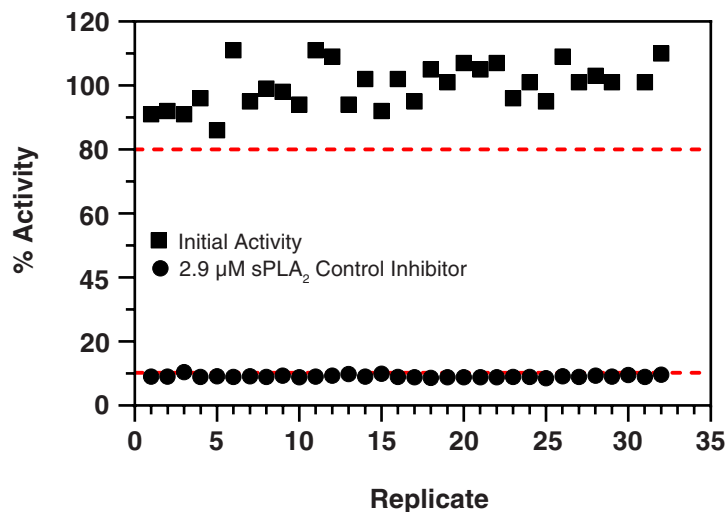 120
100
80
60
45
20
0
% Activity
Initial Activity
2.9 µM sPLA₂ Control Inhibitor
0 5 10 15 20 25 30 35
Replicate